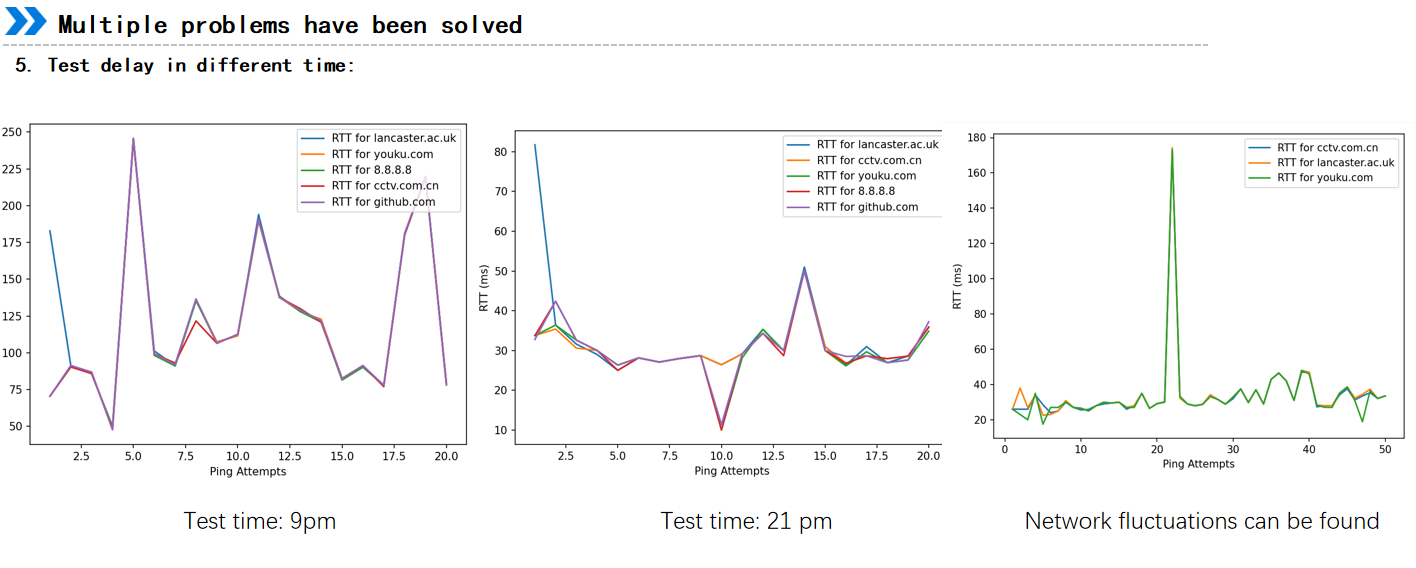 Multiple problems have been solved
5. Test delay in different time:
250
225
200
175
150
125
100
75
50
2.5 5.0 7.5 10.0 12.5 15.0 17.5 20.0
Ping Attempts
RTT for lancaster.ac.uk
RTT for youku.com
RTT for 8.8.8.8
RTT for cctv.com.cn
RTT for github.com
Test time: 9pm
RTT (ms)
80
70
60
50
40
30
20
10
2.5 5.0 7.5 10.0 12.5 15.0 17.5 20.0
Ping Attempts
RTT for lancaster.ac.uk
RTT for cctv.com.cn
RTT for youku.com
RTT for 8.8.8.8
RTT for github.com
Test time: 21 pm
RTT (ms)
180
160
140
120
100
80
60
40
20
0 10 20 30 40 50
Ping Attempts
RTT for cctv.com.cn
RTT for lancaster.ac.uk
RTT for youku.com
Network fluctuations can be found